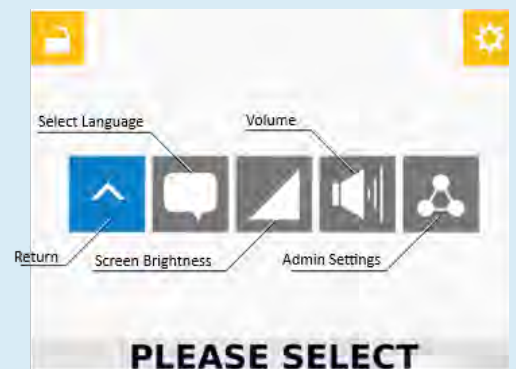 Select Language
Volume
Return
Screen Brightness
Admin Settings
PLEASE SELECT